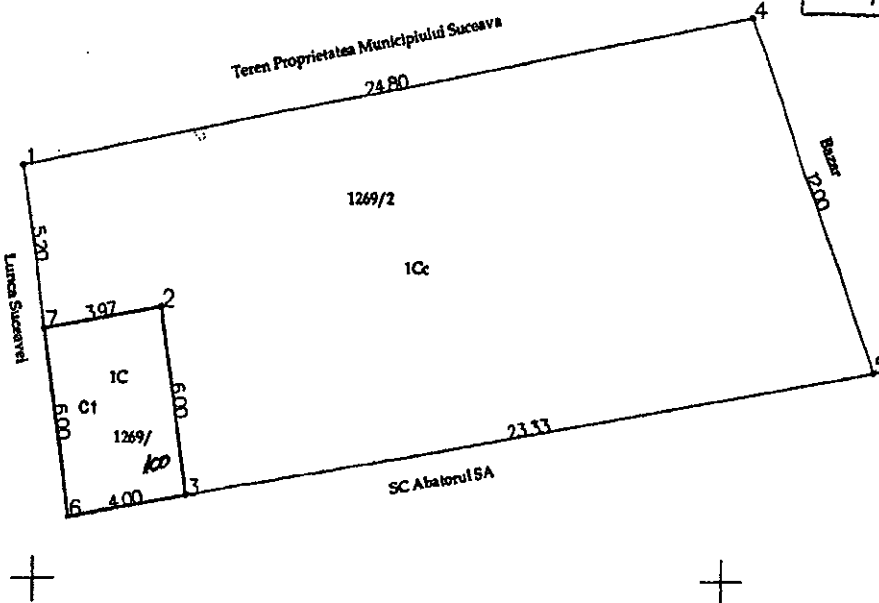 4
Teren Proprietatea Municipiului Suceava
24.80
1
Bazar
12.00
1269/2
5.20
1Cc
Lunca Sucevei
7
3.97
2
1C
C1
6.00
6.00
1269/
100
5
23.33
SC Abatorul SA
3
4.00
6